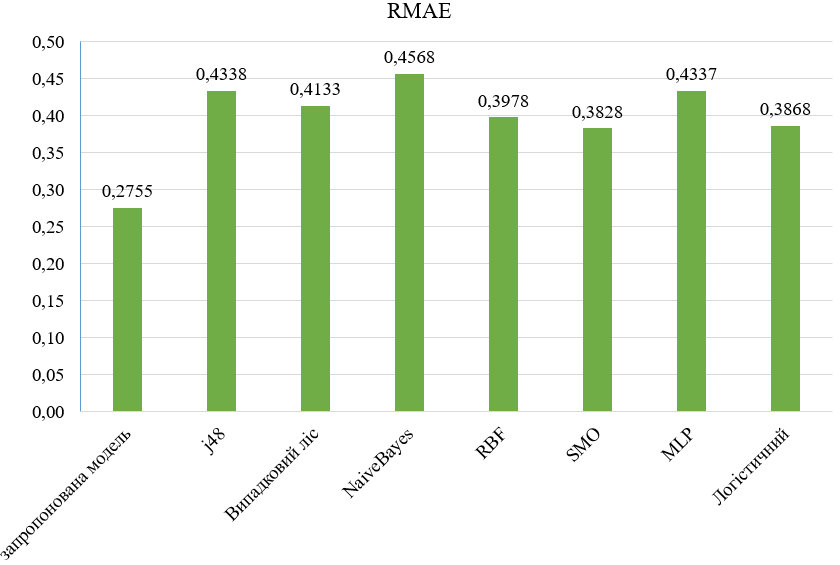 RMAE
0,50
0,45
0,40
0,35
0,30
0,25
0,20
0,15
0,10
0,05
0,00
0,2755
0,4338
0,4133
0,4568
0,3978
0,3828
0,4337
0,3868
запропонована модель
j48
Випадковий ліс
NaiveBayes
RBF
SMO
MLP
Логістичний